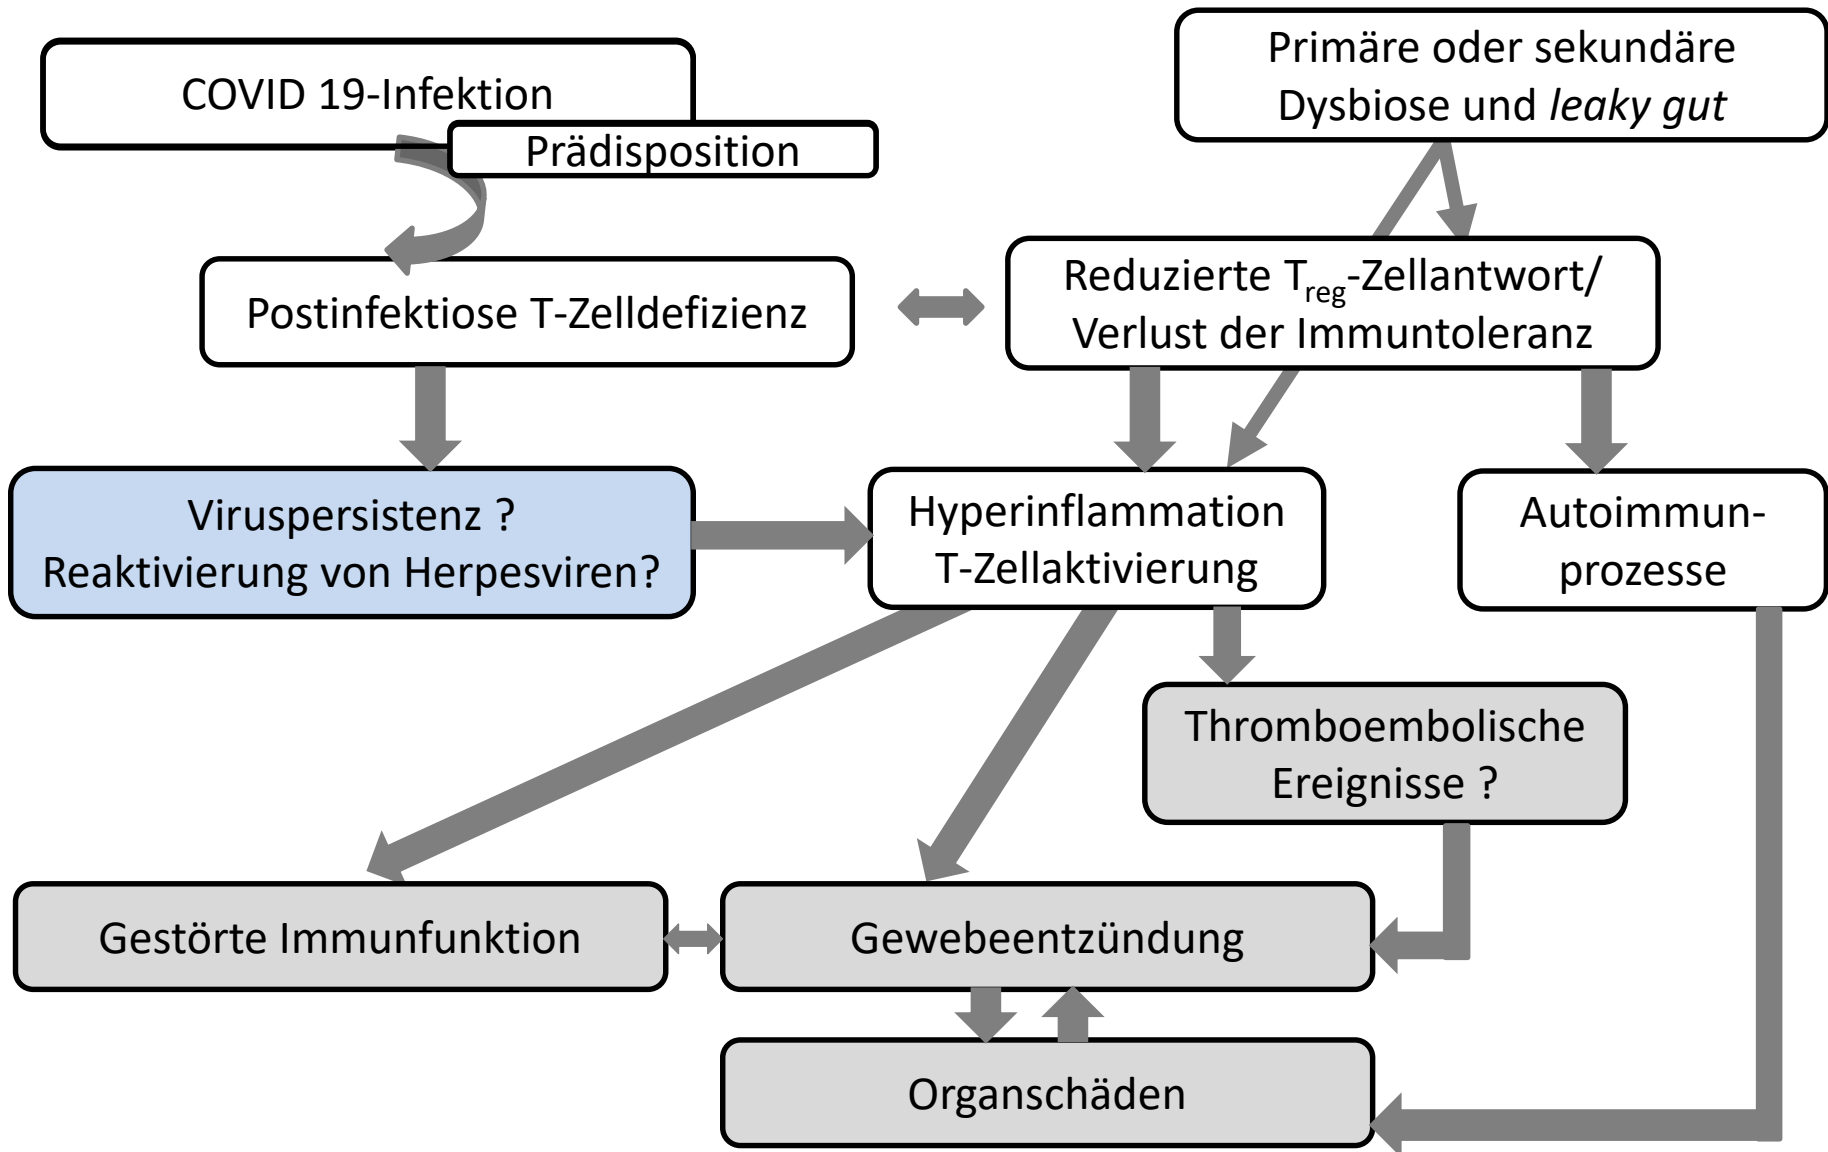 COVID 19-Infektion
Prädisposition
Primäre oder sekundäre
Dysbiose und leaky gut
Postinfektiose T-Zelldefizienz
Reduzierte Treg-Zellantwort/
Verlust der Immuntoleranz
Viruspersistenz ?
Reaktivierung von Herpesviren?
Hyperinflammation
T-Zellaktivierung
Autoimmun-
prozesse
Thromboembolische
Ereignisse ?
Gestörte Immunfunktion
Gewebeentzündung
Organschäden